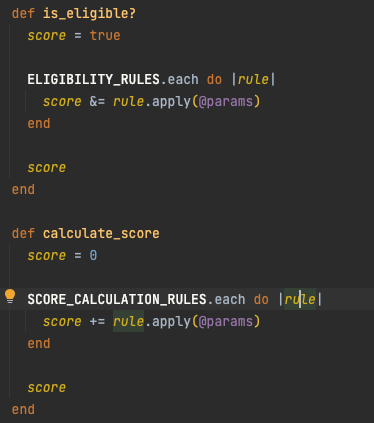 def is_eligible?
score = true
ELIGIBILITY_RULES.each do |rule|
score &= rule.apply(@params)
end
score
end
def calculate_score
score = 0
SCORE_CALCULATION_RULES.each do |rule|
score += rule.apply(@params)
end
score
end